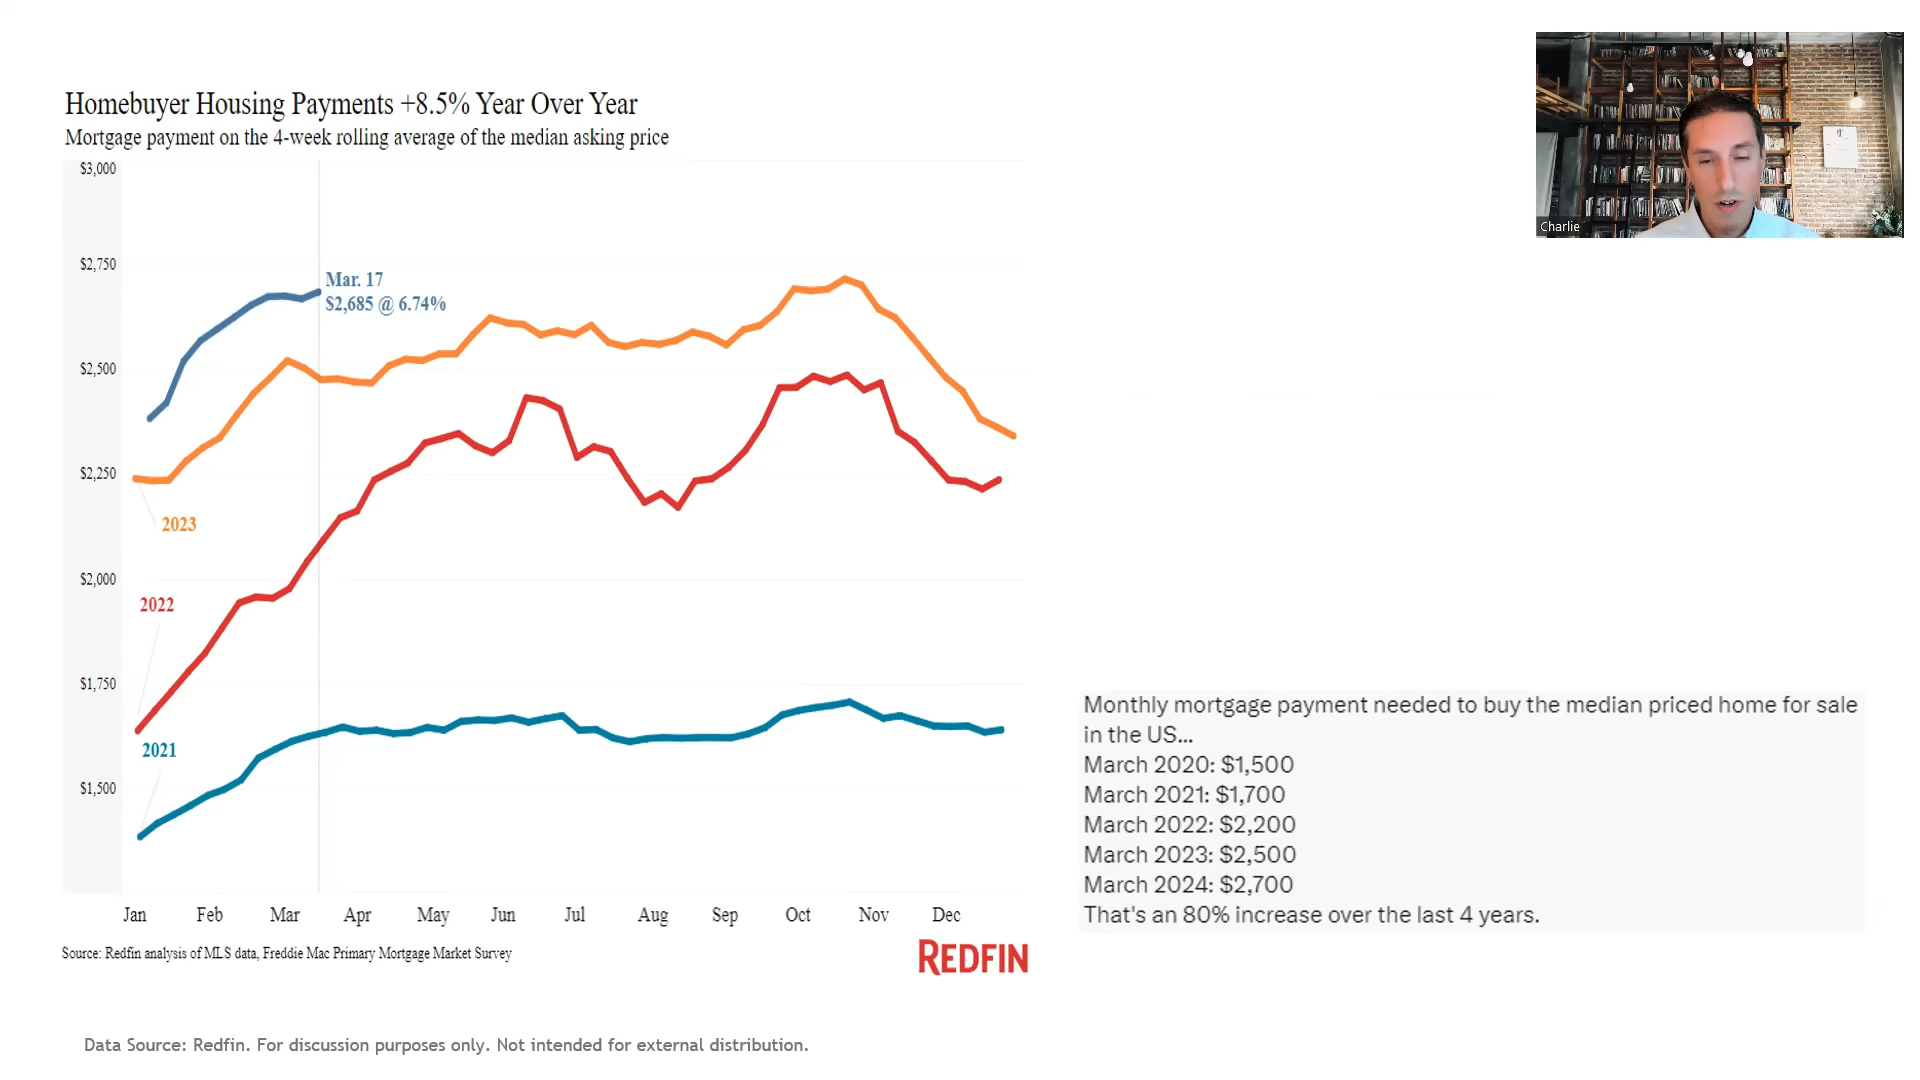 Homebuyer Housing Payments +8.5% Year Over Year
Mortgage payment on the 4-week rolling average of the median asking price
$3,000
$2,750
$2,500
$2,250
$2,000
$1,750
$1,500
Mar. 17
$2,685 @ 6.74%
2023
2022
2021
Jan Feb Mar Apr May Jun Jul Aug Sep Oct Nov Dec
Source: Redfin analysis of MLS data, Freddie Mac Primary Mortgage Market Survey
REDFIN
Charlie
Monthly mortgage payment needed to buy the median priced home for sale
in the US...
March 2020: $1,500
March 2021: $1,700
March 2022: $2,200
March 2023: $2,500
March 2024: $2,700
That's an 80% increase over the last 4 years.
Data Source: Redfin. For discussion purposes only. Not intended for external distribution.